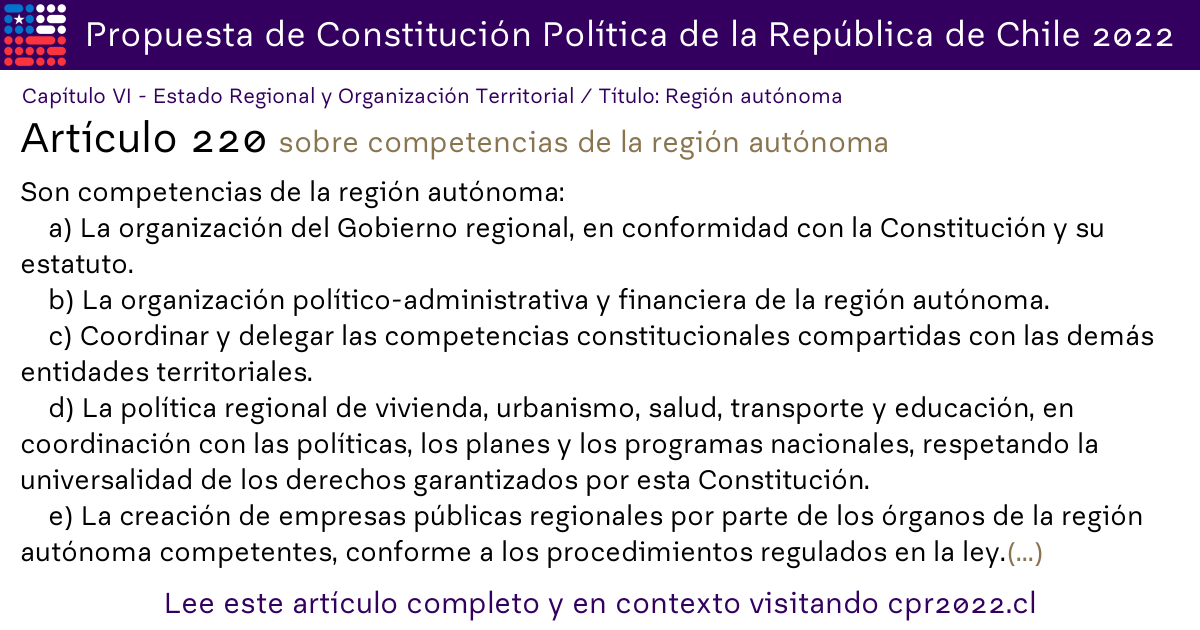 Propuesta de Constitución Política de la República de Chile 2022
Capítulo VI - Estado Regional y Organización Territorial / Título: Región autónoma
Artículo 220 sobre competencias de la región autónoma
Son competencias de la región autónoma:
a) La organización del Gobierno regional, en conformidad con la Constitución y su
estatuto.
b) La organización político-administrativa y financiera de la región autónoma.
c) Coordinar y delegar las competencias constitucionales compartidas con las demás
entidades territoriales.
d) La política regional de vivienda, urbanismo, salud, transporte y educación, en
coordinación con las políticas, los planes y los programas nacionales, respetando la
universalidad de los derechos garantizados por esta Constitución.
e) La creación de empresas públicas regionales por parte de los órganos de la región
autónoma competentes, conforme a los procedimientos regulados en la ley.(...)
Lee este artículo completo y en contexto visitando cpr2022.cl